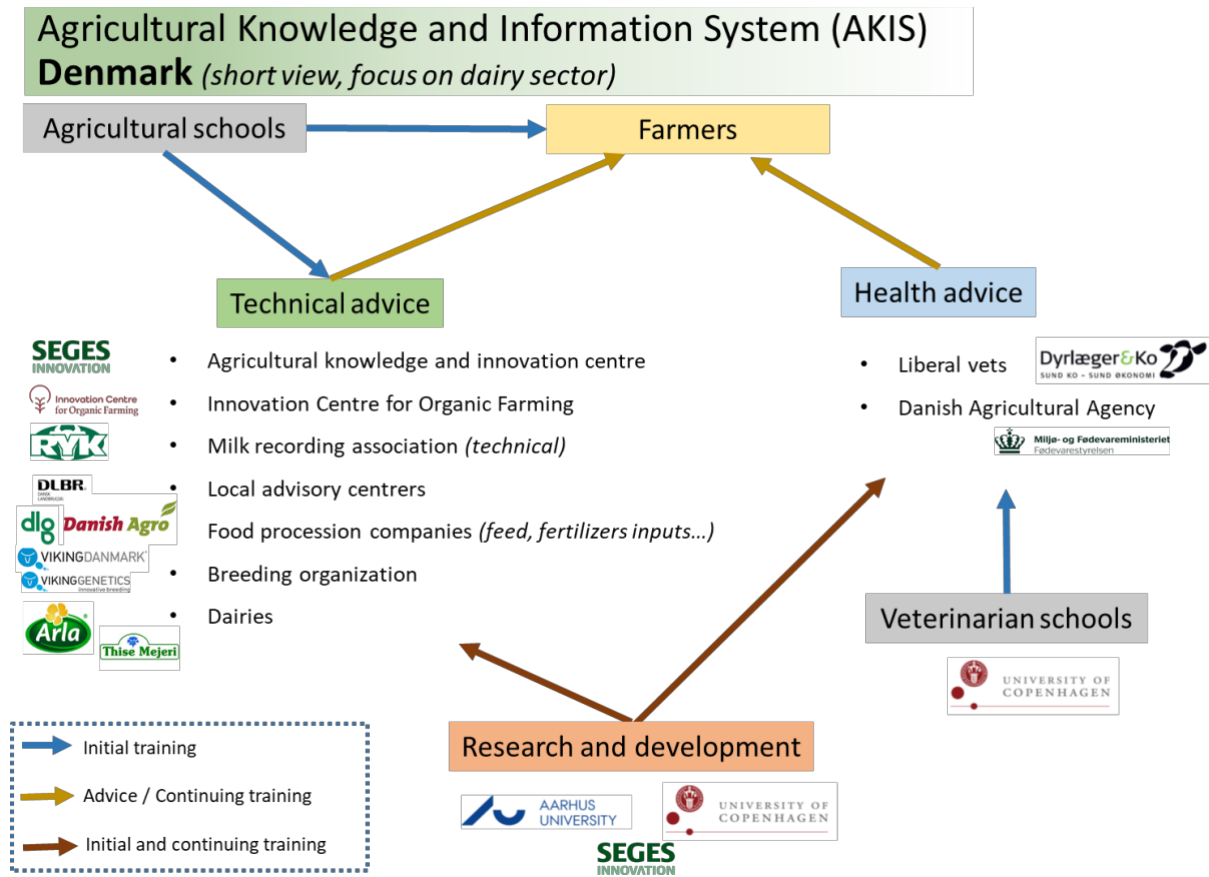 Agricultural Knowledge and Information System (AKIS)
Denmark (short view, focus on dairy sector)
Agricultural schools
Farmers
Technical advice
Health advice
SEGES
INNOVATION
• Agricultural knowledge and innovation centre
Innovation Centre
for Organic Farming
• Innovation Centre for Organic Farming
RYK
• Milk recording association (technical)
DLBR
DANSK
LANDBRUGSR
• Local advisory centrers
dlg
Danish Agro
Food procession companies (feed, fertilizers inputs...)
VIKINGDANMARK
VIKINGGENETICS
innovative breeding
• Breeding organization
Arla
Thise Mejeri
• Dairies
• Liberal vets
Dyrlæger&Ko
SUND KO – SUND ØKONOMI
• Danish Agricultural Agency
Miljø- og Fødevareministeriet
Fødevarestyrelsen
Veterinarian schools
UNIVERSITY OF
COPENHAGEN
Research and development
AARHUS
UNIVERSITY
UNIVERSITY OF
COPENHAGEN
SEGES
INNOVATION
Initial training
Advice / Continuing training
Initial and continuing training